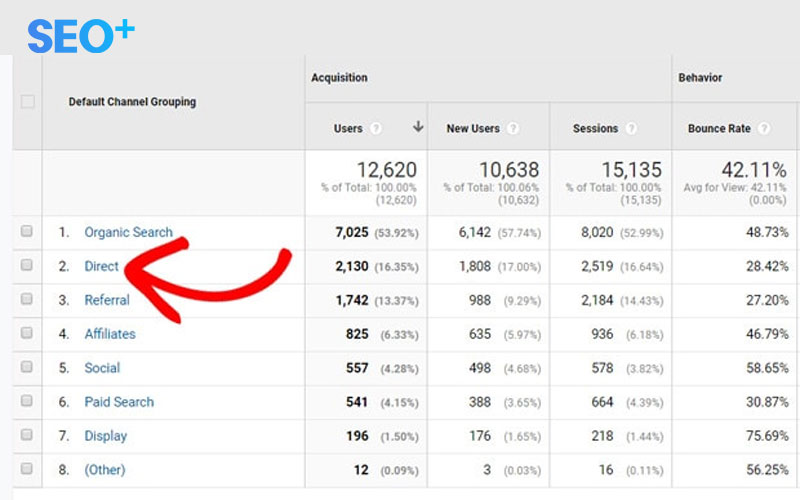 SEO+
Acquisition Behavior
Default Channel Grouping
Users ? New Users ? Sessions ? Bounce Rate ?
12,620 10,638 15,135 42.11%
% of Total: 100.00% % of Total: 100.06% % of Total: 100.00% Avg for View: 42.11%
(12,620) (10,632) (15,135) (0.00%)
1. Organic Search 7,025 (53.92%) 6,142 (57.74%) 8,020 (52.99%) 48.73%
2. Direct 2,130 (16.35%) 1,808 (17.00%) 2,519 (16.64%) 28.42%
3. Referral 1,742 (13.37%) 988 (9.29%) 2,184 (14.43%) 27.20%
4. Affiliates 825 (6.33%) 635 (5.97%) 936 (6.18%) 46.79%
5. Social 557 (4.28%) 498 (4.68%) 578 (3.82%) 58.65%
6. Paid Search 541 (4.15%) 388 (3.65%) 664 (4.39%) 30.87%
7. Display 196 (1.50%) 176 (1.65%) 218 (1.44%) 75.69%
8. (Other) 12 (0.09%) 3 (0.03%) 16 (0.11%) 56.25%